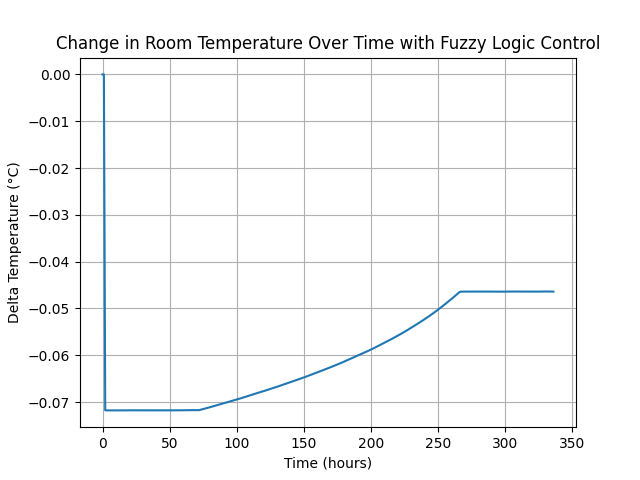 Change in Room Temperature Over Time with Fuzzy Logic Control
Delta Temperature (°C)
0.00
−0.01
−0.02
−0.03
−0.04
−0.05
−0.06
−0.07
0 50 100 150 200 250 300 350
Time (hours)